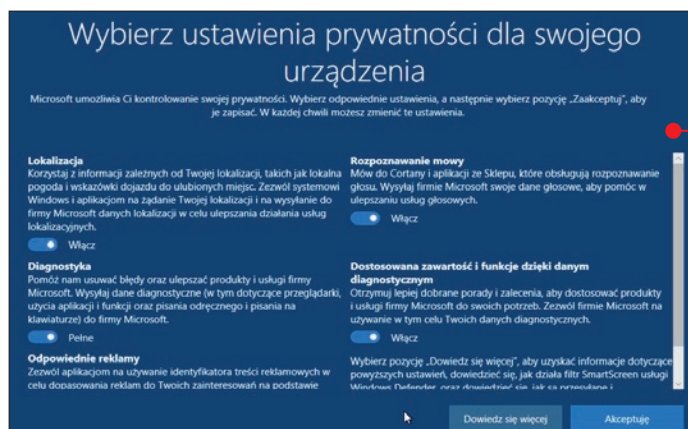 Wybierz ustawienia prywatności dla swojego
urządzenia
Microsoft umożliwia Ci kontrolowanie swojej prywatności. Wybierz odpowiednie ustawienia, a następnie wybierz pozycję „Zaakceptuj”, aby
je zapisać. W każdej chwili możesz zmienić te ustawienia.
Lokalizacja
Korzystaj z informacji zależnych od Twojej lokalizacji, takich jak lokalna
pogoda i wskazówki dojazdu do ulubionych miejsc. Zezwól systemowi
Windows i aplikacjom na żądanie Twojej lokalizacji i na wysyłanie do
firmy Microsoft danych lokalizacji w celu ulepszania działania usług
lokalizacyjnych.
Włącz
Diagnostyka
Pomóż nam usuwać błędy oraz ulepszać produkty i usługi firmy
Microsoft. Wysyłaj dane diagnostyczne (w tym dotyczące przeglądarki,
użycia aplikacji i funkcji oraz pisania odręcznego i pisania na
klawiaturze) do firmy Microsoft.
Pełne
Odpowiednie reklamy
Zezwól aplikacjom na używanie identyfikatora treści reklamowych w
celu dopasowania reklam do Twoich zainteresowań na podstawie
Rozpoznawanie mowy
Mów do Cortany i aplikacji ze Sklepu, które obsługują rozpoznawanie
głosu. Wysyłaj firmie Microsoft swoje dane głosowe, aby pomóc w
ulepszaniu usług głosowych.
Włącz
Dostosowana zawartość i funkcje dzięki danym
diagnostycznym
Otrzymuj lepiej dobrane porady i zalecenia, aby dostosować produkty
i usługi firmy Microsoft do swoich potrzeb. Zezwól firmie Microsoft na
używanie w tym celu Twoich danych diagnostycznych.
Włącz
Wybierz pozycję „Dowiedz się więcej”, aby uzyskać informacje dotyczące
powyższych ustawień, dowiedzieć się, jak działa filtr SmartScreen usługi
Windows Defender, oraz dowiedzieć się, jak są przesyłane i
Dowiedz się więcej
Akceptuję